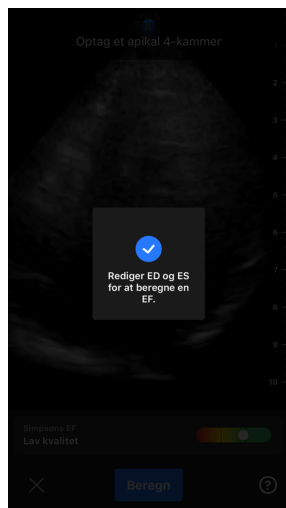 Optag et apikal 4-kammer
2
3
4
5
6
7
8
9
10
Rediger ED og ES
for at beregne en
EF.
Simpsons EF
Lav kvalitet
Beregn
?